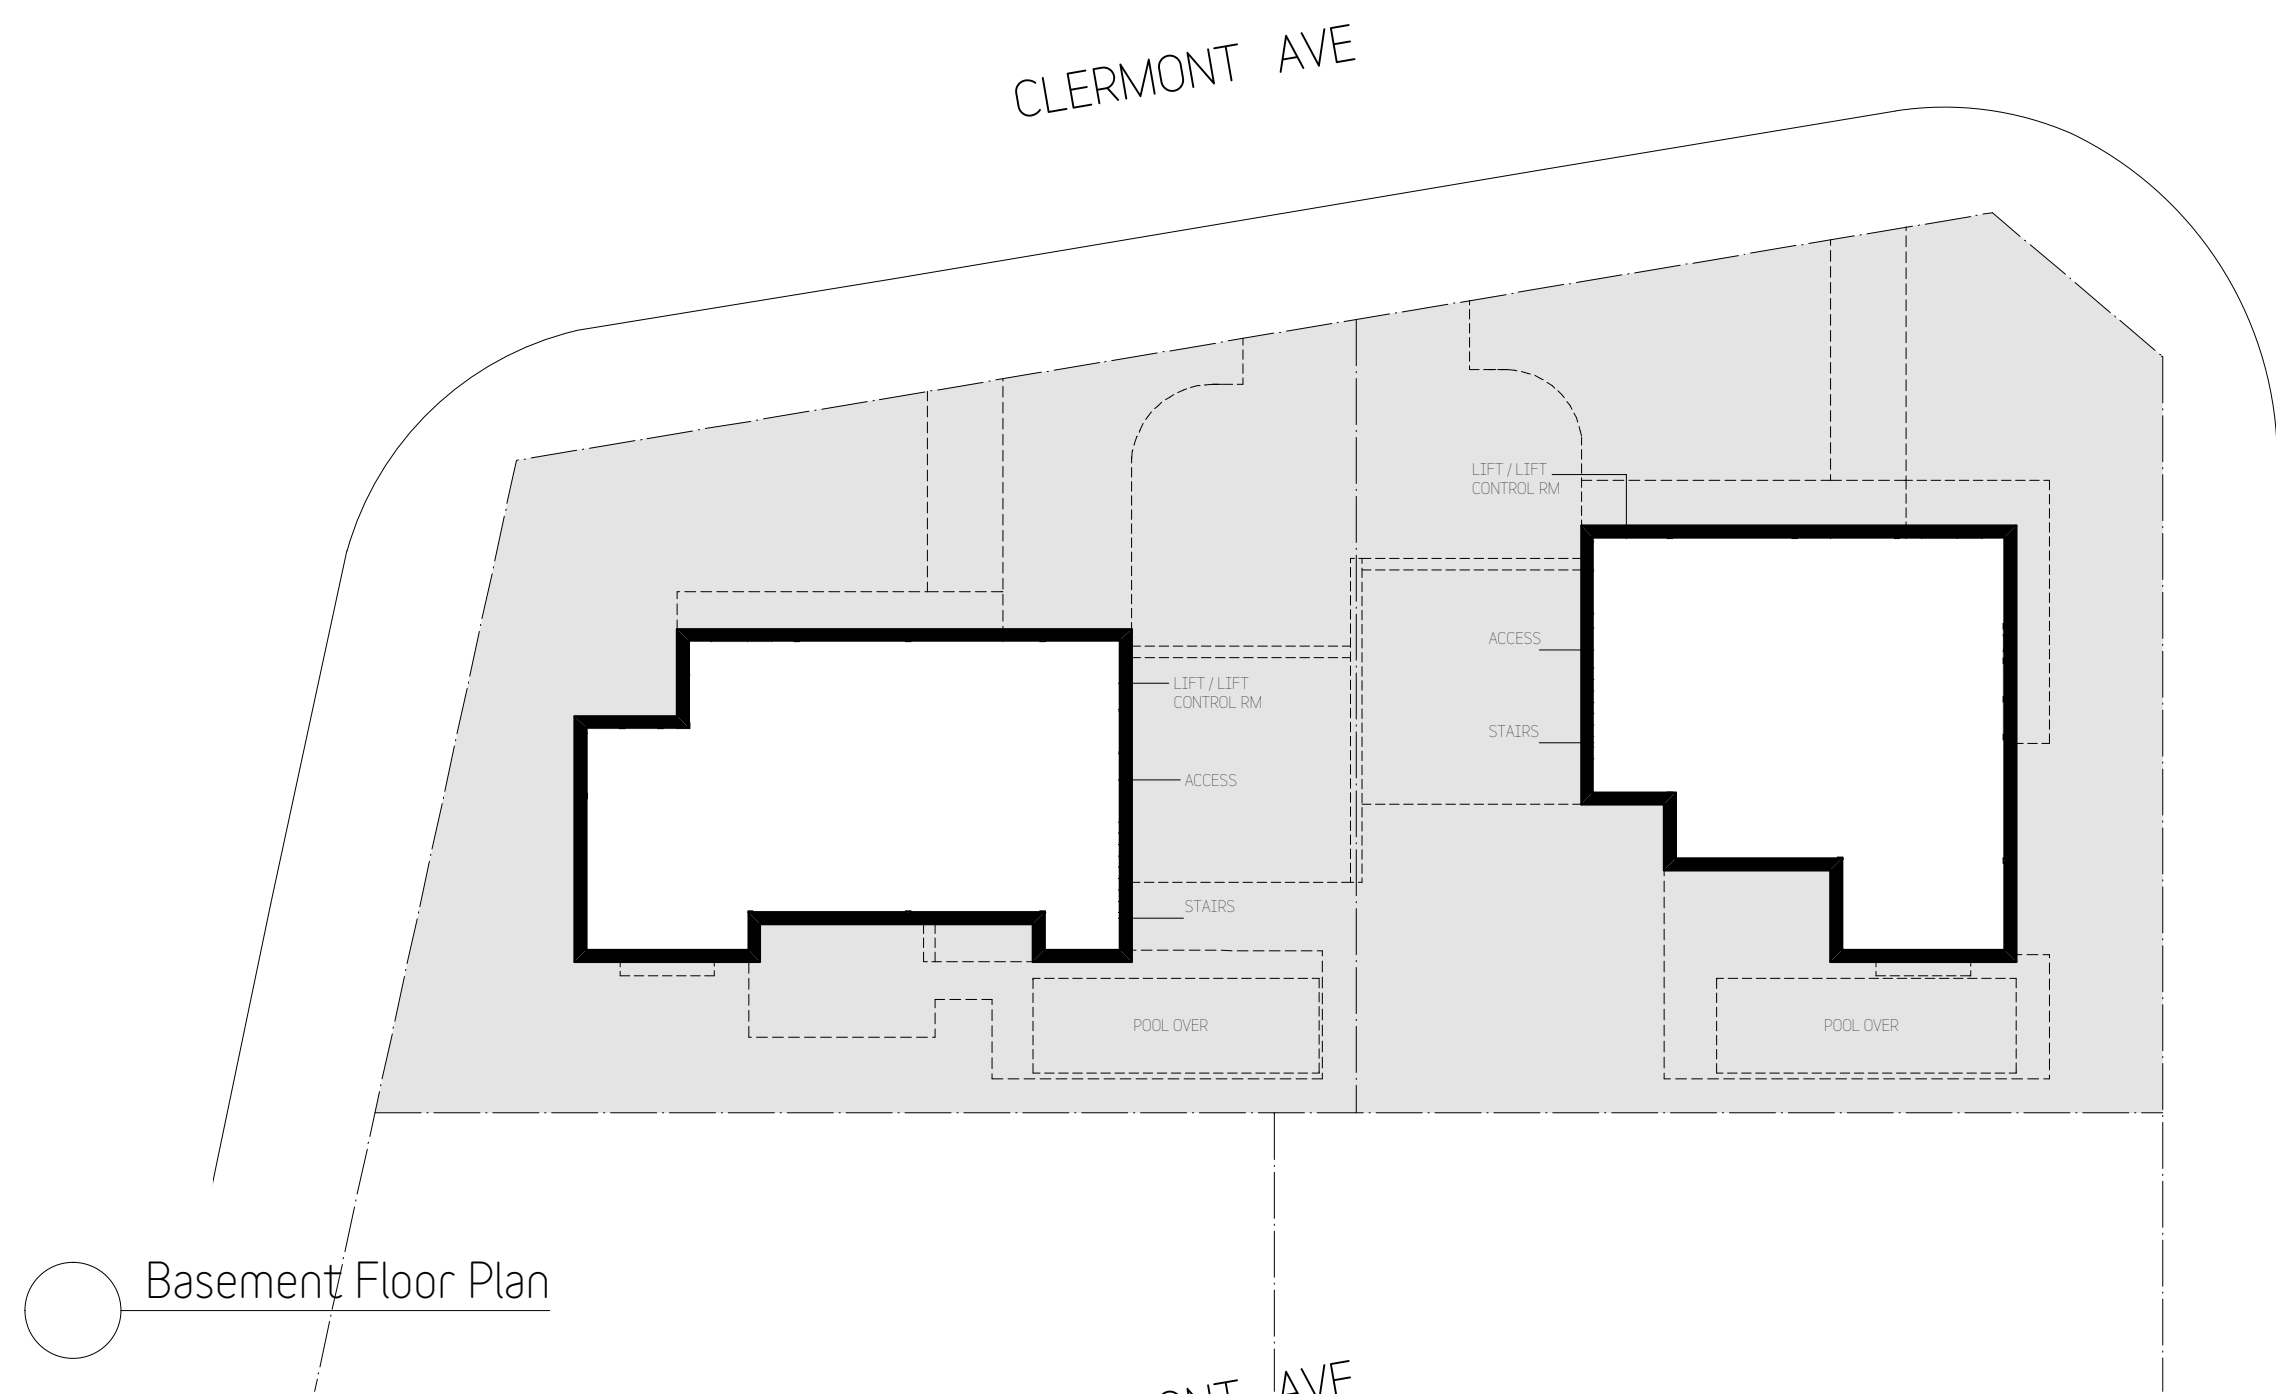 CLERMONT AVE
LIFT / LIFT
CONTROL RM
ACCESS
STAIRS
LIFT / LIFT
CONTROL RM
ACCESS
STAIRS
POOL OVER
POOL OVER
Basement Floor Plan
AVE